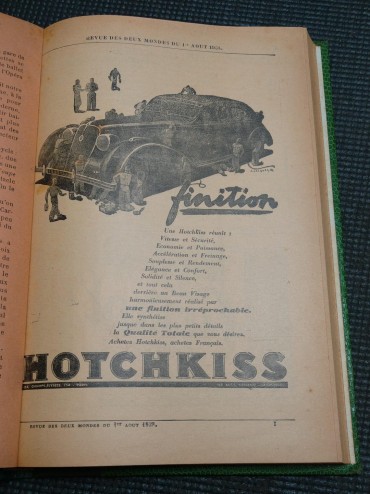 REVUE DES DEUX MONDES DU 1er AOUT 1939.
finition
Une Hotchkiss réunit :
Vitesse et Sécurité,
Economie et Puissance,
Accélération et Freinage,
Souplesse et Rendement,
Elégance et Confort,
Solidité et Silence,
et tout cela
derrière un Beau Visage
harmonieusement réalisé par
une finition irréprochable.
Elle synthétise
jusque dans les plus petits détails
la Qualité Totale que vous désirez.
Achetez Hotchkiss, achetez Français.
HOTCHKISS
REVUE DES DEUX MONDES DU 1er AOUT 1939.
1